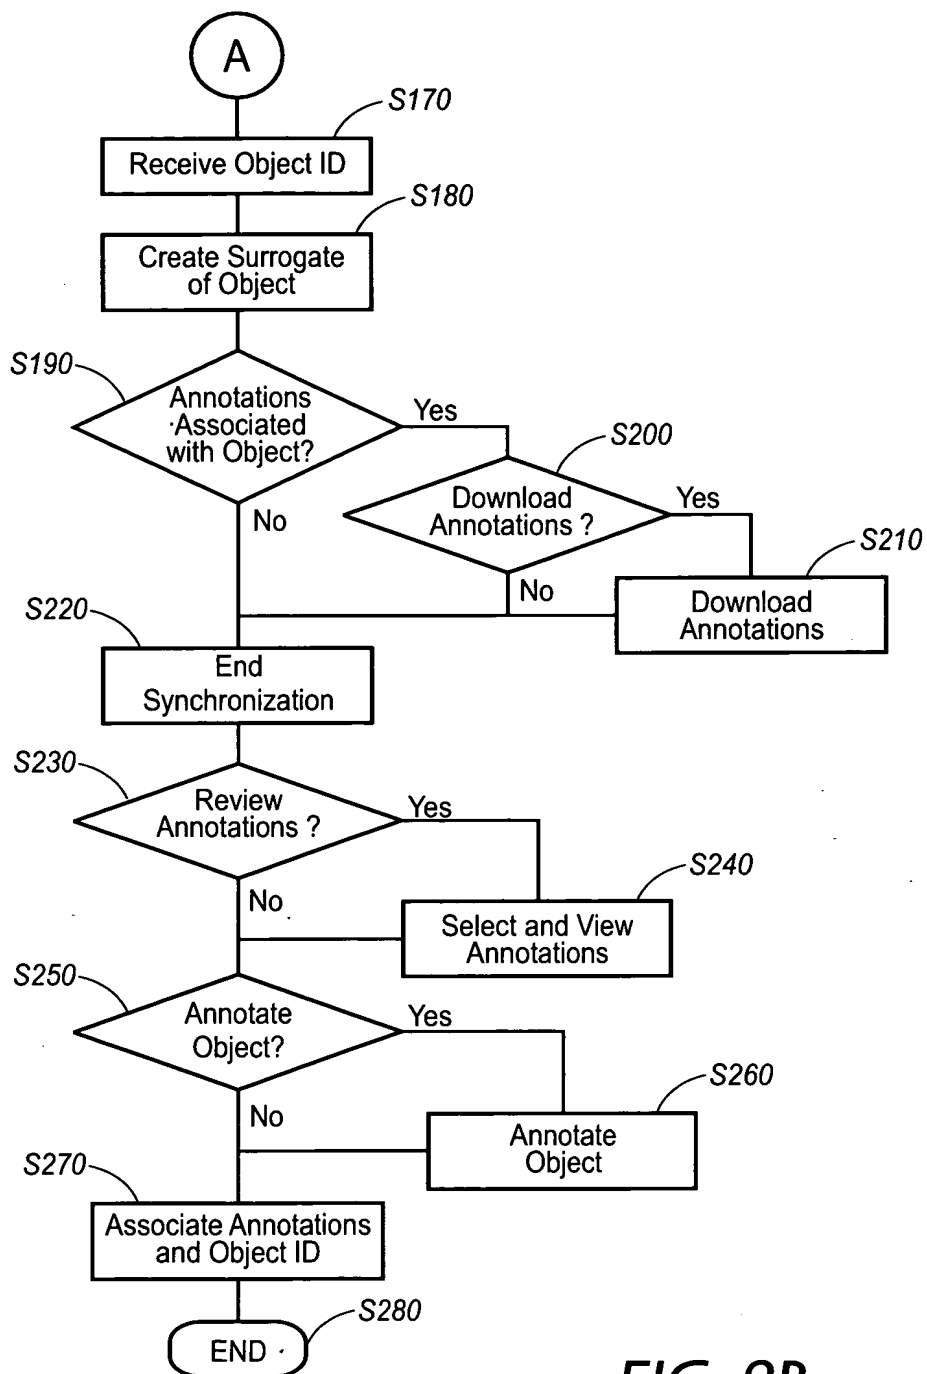 A
S170
Receive Object ID
S180
Create Surrogate
of Object
S190
Annotations
Associated
with Object?
Yes
No
S200
Download
Annotations ?
Yes
No
S210
Download
Annotations
S220
End
Synchronization
S230
Review
Annotations ?
Yes
No
S240
Select and View
Annotations
S250
Annotate
Object?
Yes
No
S260
Annotate
Object
S270
Associate Annotations
and Object ID
S280
END